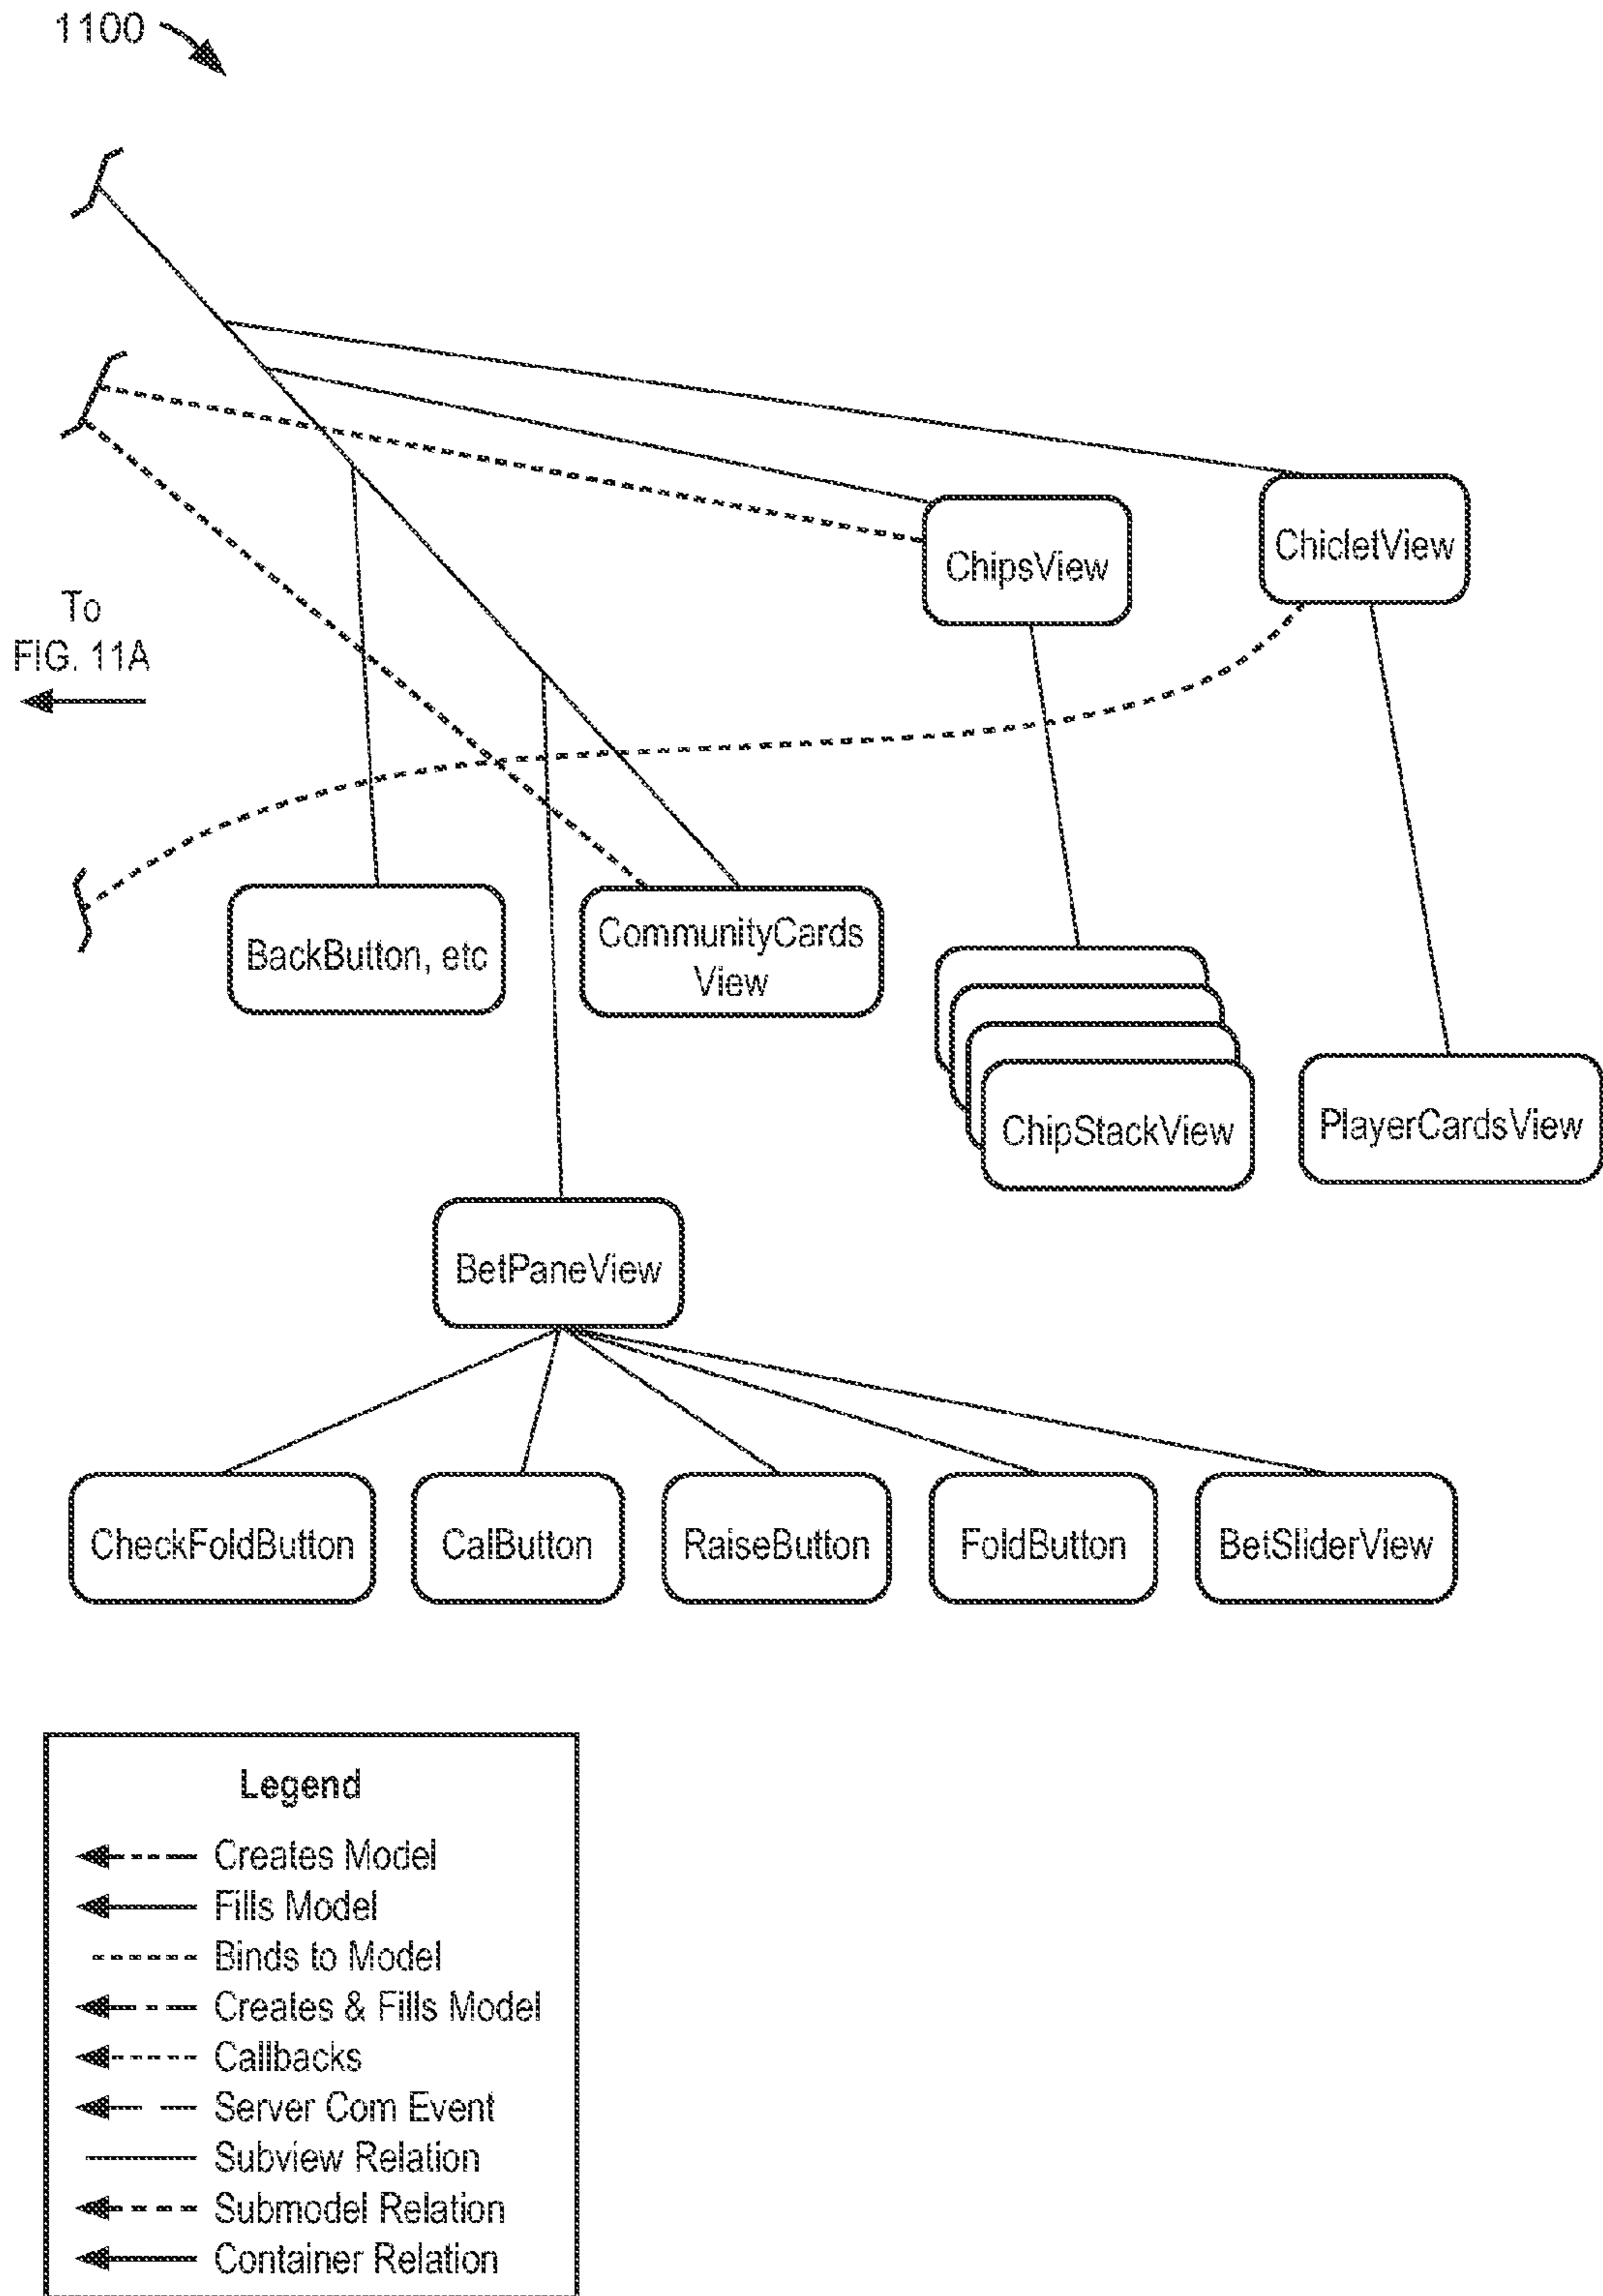 1100
To
FIG. 11A
ChipsView
ChicletView
BackButton, etc
CommunityCards
View
ChipStackView
PlayerCardsView
BetPaneView
CheckFoldButton
CalButton
RaiseButton
FoldButton
BetSliderView
Legend
Creates Model
Fills Model
Binds to Model
Creates & Fills Model
Callbacks
Server Com Event
Subview Relation
Submodel Relation
Container Relation